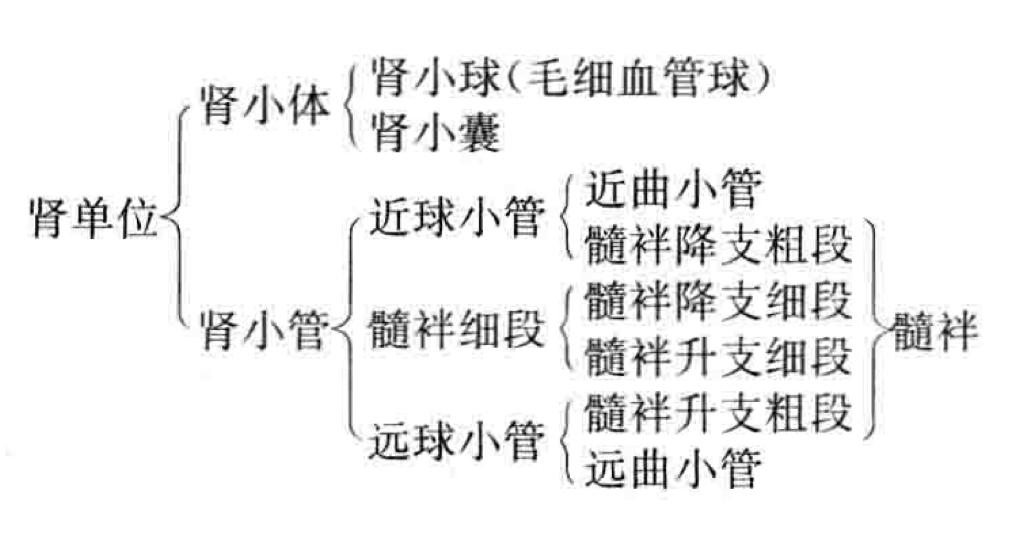 肾小球(毛细血管球)
肾小体
肾小囊
近曲小管
肾单位
近球小管
髓袢降支粗段
髓袢降支细段
肾小管
髓袢细段
髓袢
髓袢升支细段
髓袢升支粗段
远球小管
远曲小管